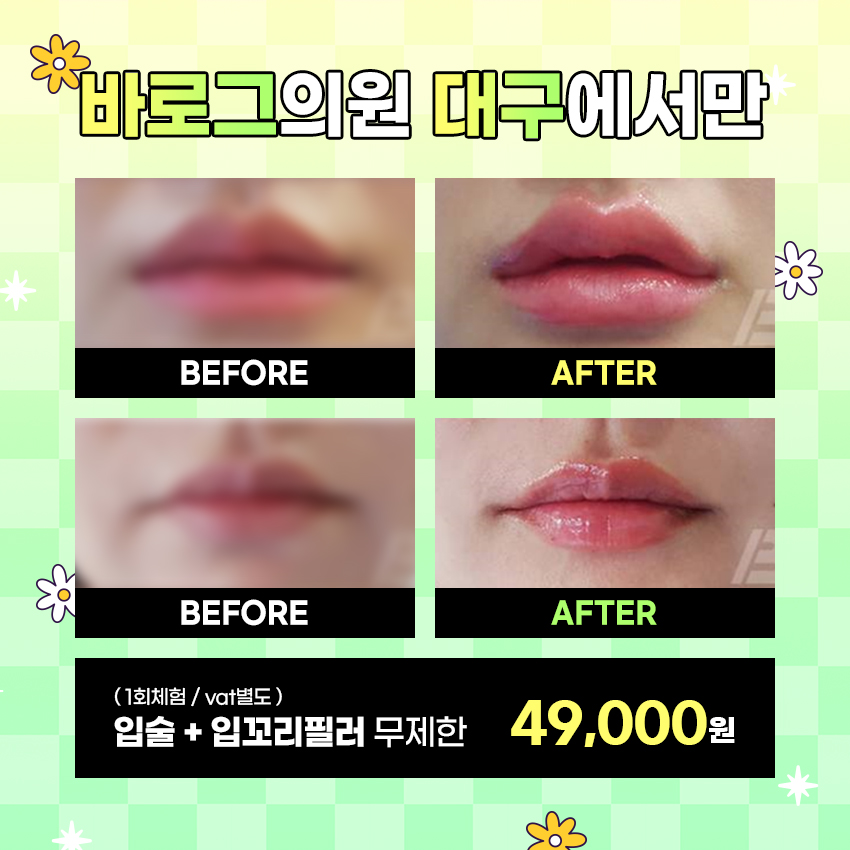 바로그의원 대구에서만
BEFORE
AFTER
BEFORE
AFTER
( 1회체험 / vat별도 )
입술 + 입꼬리필러 무제한
49,000원